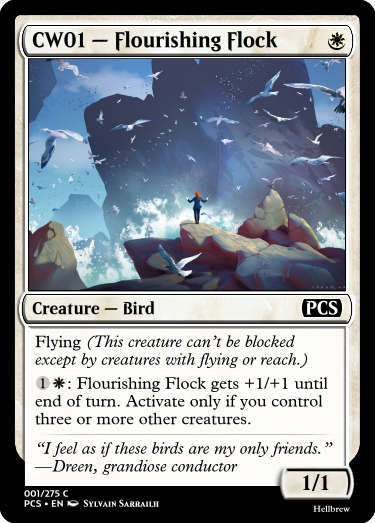 CW01 — Flourishing Flock
Creature — Bird
PCS
Flying (This creature can't be blocked
except by creatures with flying or reach.)
1: Flourishing Flock gets +1/+1 until
end of turn. Activate only if you control
three or more other creatures.
"I feel as if these birds are my only friends."
—Dreen, grandiose conductor
1/1
001/275 C
PCS • EN Sylvain Sarrailh
Hellbrew